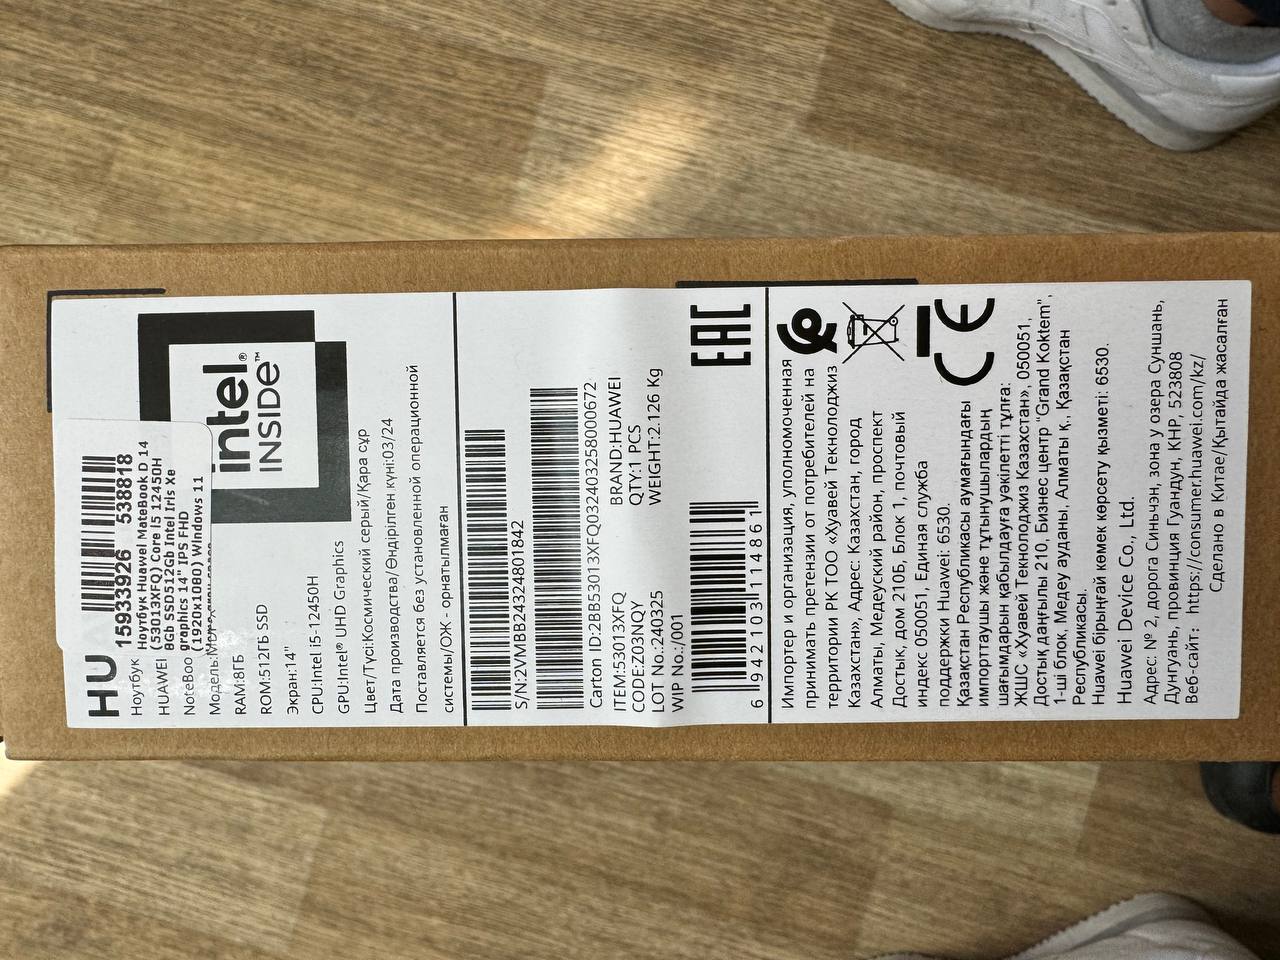 HU
159333926 538818
Ноутбук Huawei MateBook D 14
(53013XFQ) Core I5 12450H
8Gb SSD 512Gb Intel Iris Xe
graphics 14" IPS FHD
(1920x1080) Windows 11
Ноутбук
HUAWEI
NoteBoo
Модель:
RAM:8ГБ
ROM:512ГБ SSD
Экран:14"
CPU:Intel i5-12450H
GPU:Intel® UHD Graphics
Цвет/Түсі:Космический серый/Қара сұр
Дата производства/Өндірілген күні:03/24
Поставляется без установленной операционной
системы/ОЖ - орнатылмаған
intel®
INSIDE™
S/N:2VMBB24324801842
Carton ID:2BB53013XFQ032403258000672
ITEM:53013XFQ BRAND:HUAWEI
CODE:Z03NQY QTY:1 PCS
LOT No.:240325 WEIGHT:2.126 Kg
WIP No.:/001
6 942103 114861
EAC
Импортер и организация, уполномоченная
принимать претензии от потребителей на
территории РК ТОО «Хуавей Текнолоджиз
Казахстан», Адрес: Казахстан, город
Алматы, Медеуский район, проспект
Достык, дом 210Б, Блок 1, почтовый
индекс 050051, Единая служба
поддержки Huawei: 6530.
Қазақстан Республикасы аумағындағы
импорттаушы және тұтынушылардың
шағымдарын қабылдауға уәкілетті тұлға:
ЖШС «Хуавей Текнолоджиз Казахстан», 050051,
Достық даңғылы 210, Бизнес центр "Grand Koktem",
1-ші блок, Медеу ауданы, Алматы қ., Қазақстан
Республикасы.
Huawei бірыңғай көмек көрсету қызметі: 6530.
Huawei Device Co., Ltd.
Адрес: № 2, дорога Синьчэн, зона у озера Суншань,
Дунгуань, провинция Гуандун, КНР, 523808
Веб-сайт: https://consumer.huawei.com/kz/
Сделано в Китае/Қытайда жасалған
CE